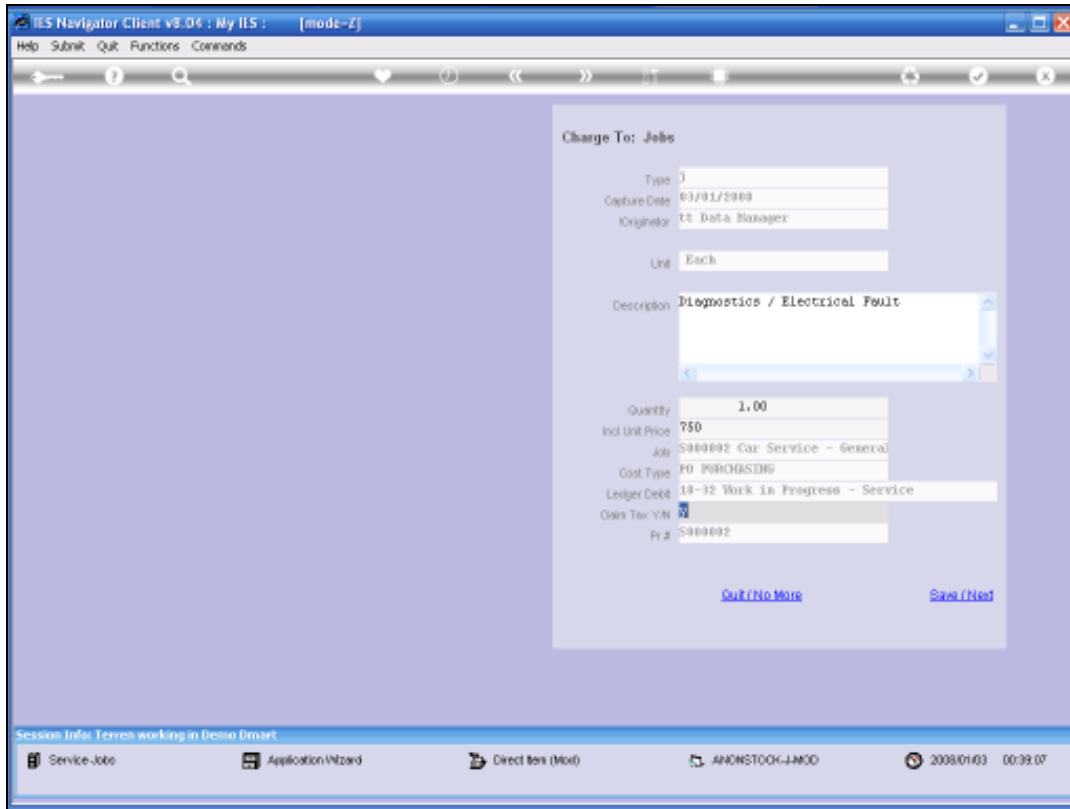 IES Navigator Client v8.04 : My IES : [mode=Z]
Help Submit Quit Functions Commands
Charge To: Jobs
Type J
Capture Date 03/01/2008
!Originator tt Data Manager
Unit Each
Description Diagnostics / Electrical Fault
Quantity 1.00
Incl Unit Price 750
Job S000002 Car Service - General
Cost Type PO PURCHASING
Ledger Debit 18-32 Work in Progress - Service
Claim Tax Y/N
Pr # S000002
Quit / No More Save / Next
Session Info: Terren working in Demo Dmart
Service Jobs Application Wizard Direct Item (Mod) ANONSTOCK-J-MOD 2008/01/03 00:39:07